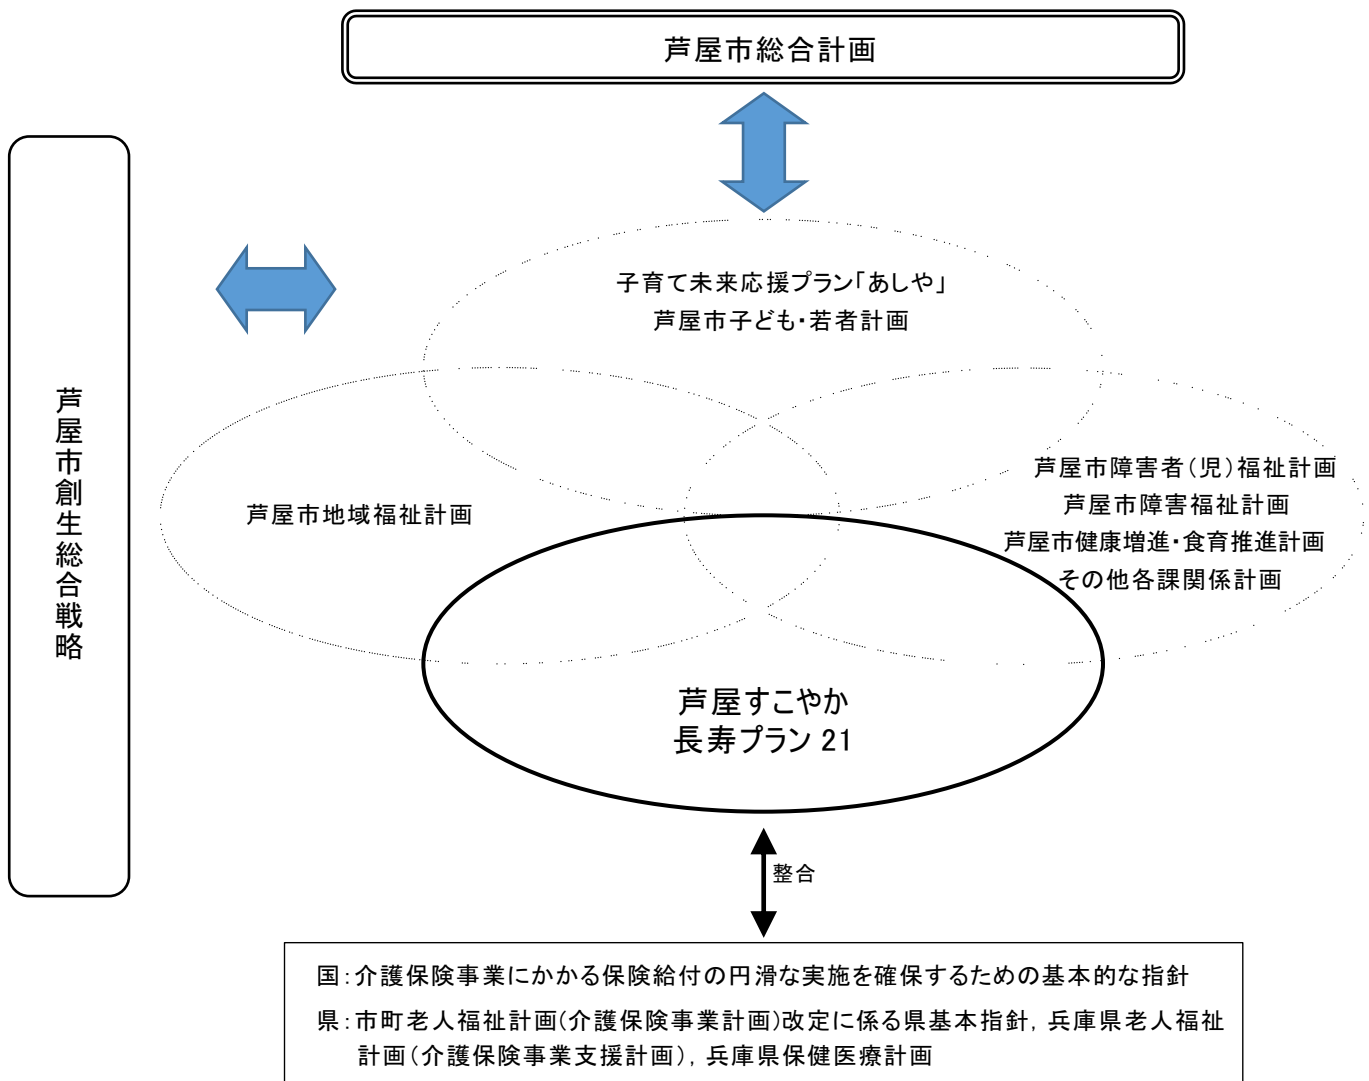 芦屋市総合計画
芦屋市創生総合戦略
子育て未来応援プラン「あしや」
芦屋市子ども・若者計画
芦屋市地域福祉計画
芦屋市障害者(児)福祉計画
芦屋市障害福祉計画
芦屋市健康増進・食育推進計画
その他各課関係計画
芦屋すこやか
長寿プラン 21
整合
国:介護保険事業にかかる保険給付の円滑な実施を確保するための基本的な指針
県:市町老人福祉計画(介護保険事業計画)改定に係る県基本指針, 兵庫県老人福祉
計画(介護保険事業支援計画), 兵庫県保健医療計画